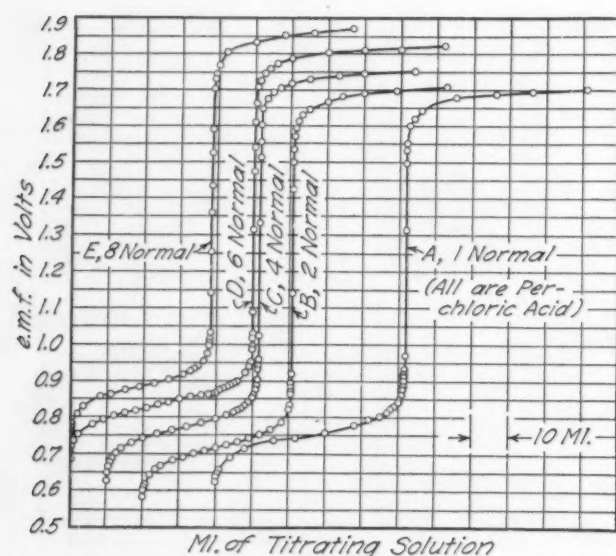 1.9
1.8
1.7
1.6
1.5
1.4
1.3
1.2
1.1
1.0
0.9
0.8
0.7
0.6
0.5
e.m.f. in Volts
E, 8 Normal
D, 6 Normal
C, 4 Normal
B, 2 Normal
A, 1 Normal
(All are Per-
chloric Acid)
10 Ml.
Ml. of Titrating Solution